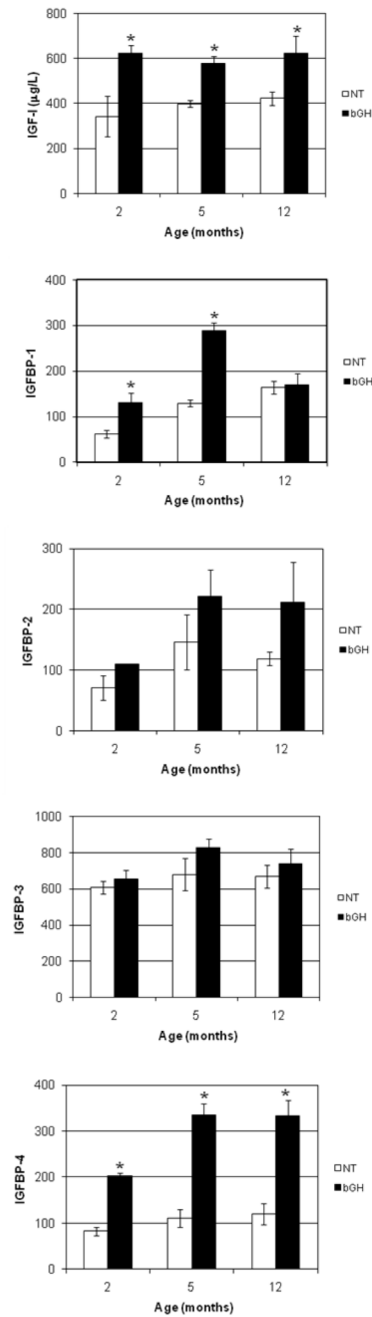 IGF-I (µg/L)
800
600
400
200
0
*
*
*
2
5
12
Age (months)
NT
bGH
IGFBP-1
400
300
200
100
0
*
*
2
5
12
Age (months)
NT
bGH
IGFBP-2
300
200
100
0
2
5
12
Age (months)
NT
bGH
IGFBP-3
1000
800
600
400
200
0
2
5
12
Age (months)
NT
bGH
IGFBP-4
400
300
200
100
0
*
*
*
2
5
12
Age (months)
NT
bGH